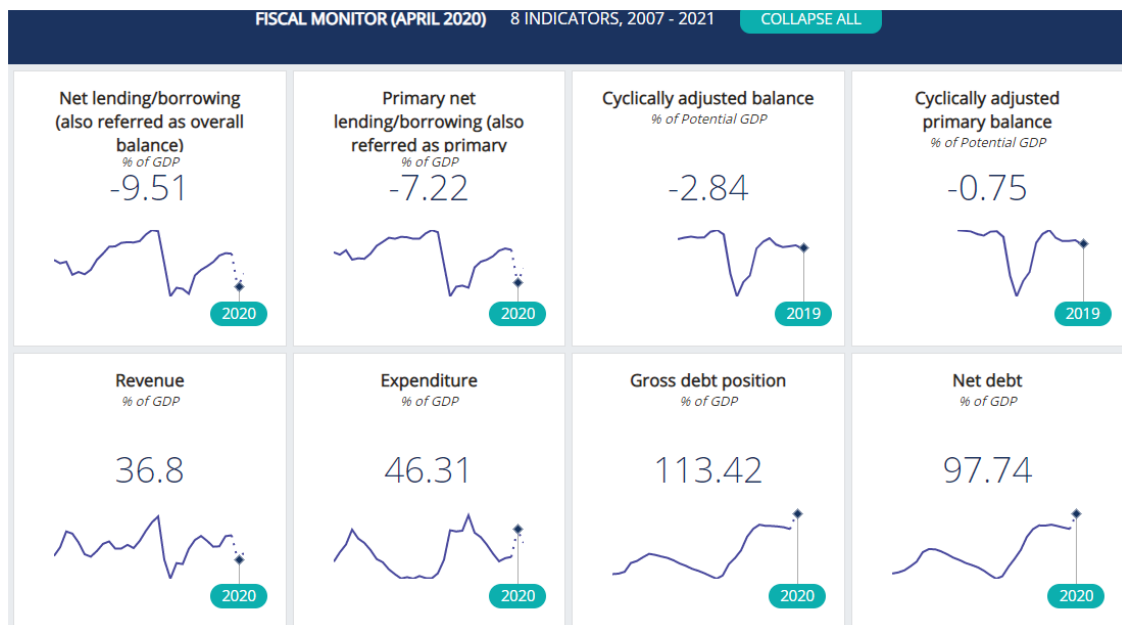 FISCAL MONITOR (APRIL 2020) 8 INDICATORS, 2007 - 2021 COLLAPSE ALL
Net lending/borrowing
(also referred as overall
balance)
% of GDP
-9.51
2020
Primary net
lending/borrowing (also
referred as primary
% of GDP
-7.22
2020
Cyclically adjusted balance
% of Potential GDP
-2.84
2019
Cyclically adjusted
primary balance
% of Potential GDP
-0.75
2019
Revenue
% of GDP
36.8
2020
Expenditure
% of GDP
46.31
2020
Gross debt position
% of GDP
113.42
2020
Net debt
% of GDP
97.74
2020